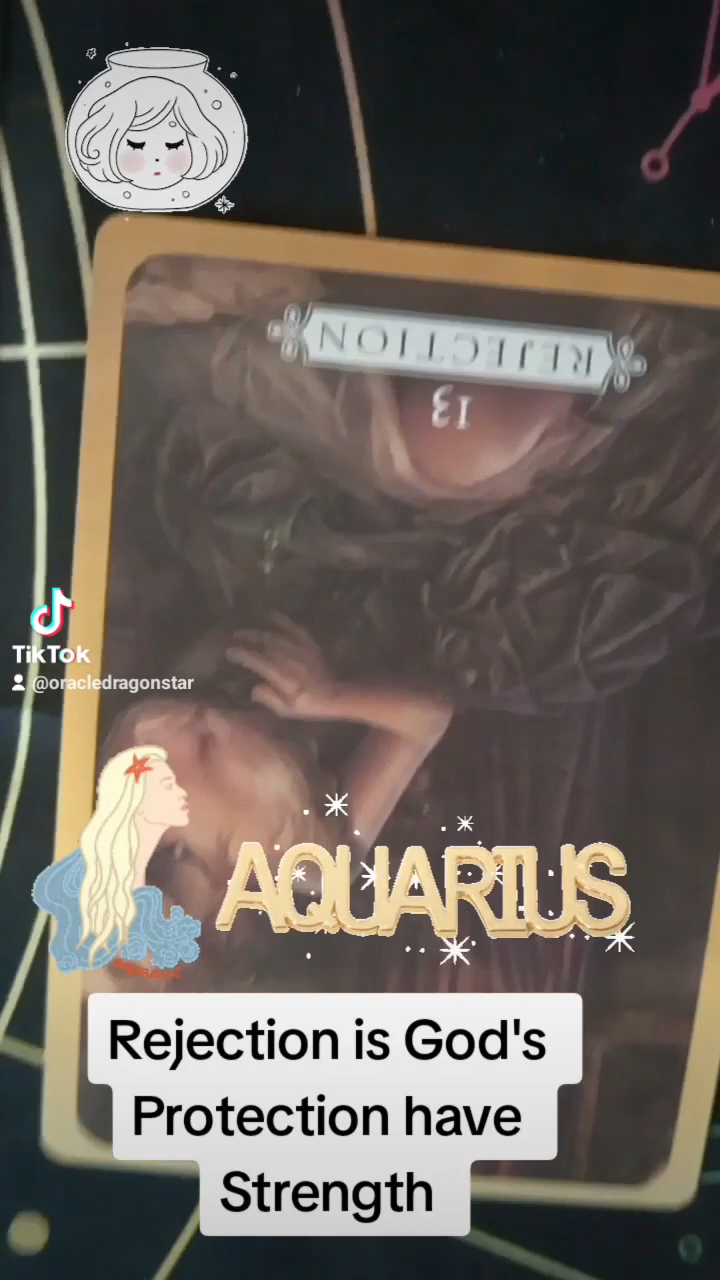 REJECTION
13
TikTok
@oracledragonstar
AQUARIUS
Rejection is God's
Protection have
Strength